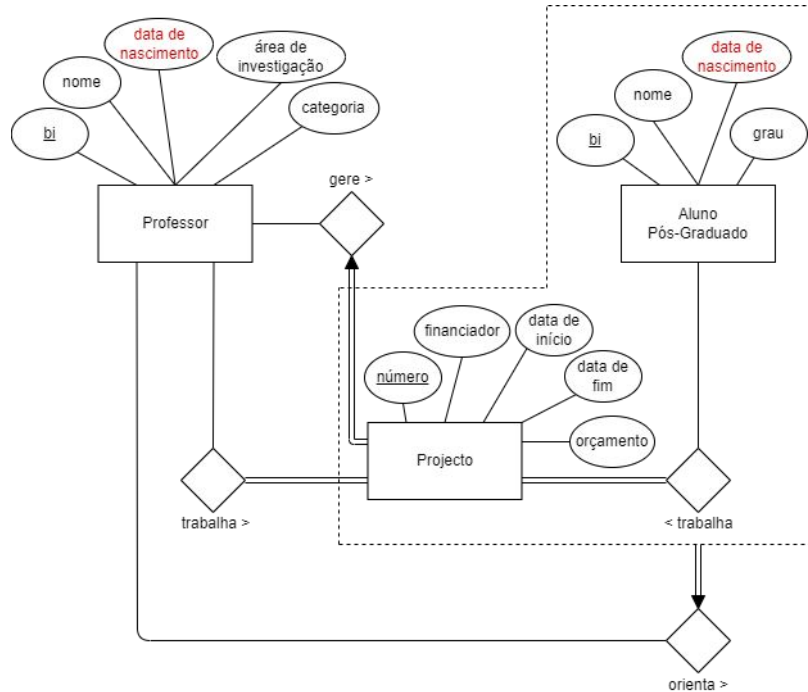 data de
nascimento
área de
investigação
nome
categoria
bi
gere >
Professor
data de
nascimento
nome
bi
grau
Aluno
Pós-Graduado
financiador
data de
início
número
data de
fim
orçamento
Projecto
trabalha >
< trabalha
orienta >